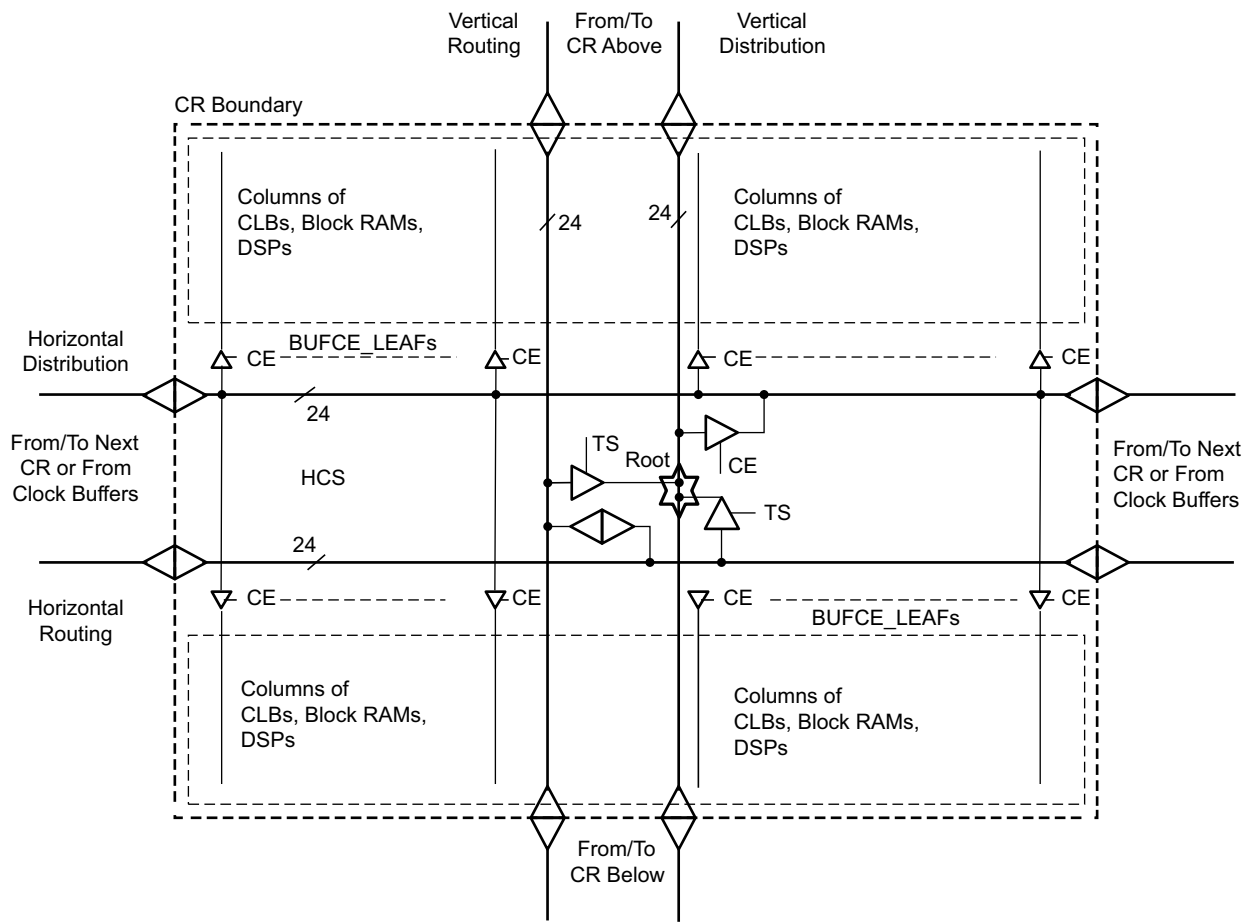 Vertical
Routing
From/To
CR Above
Vertical
Distribution
CR Boundary
Columns of
CLBs, Block RAMs,
DSPs
24
24
Columns of
CLBs, Block RAMs,
DSPs
Horizontal
Distribution
CE
BUFCE_LEAFs
CE
CE
CE
24
From/To Next
CR or From
Clock Buffers
HCS
TS
Root
CE
TS
From/To Next
CR or From
Clock Buffers
24
Horizontal
Routing
CE
CE
CE
CE
BUFCE_LEAFs
Columns of
CLBs, Block RAMs,
DSPs
Columns of
CLBs, Block RAMs,
DSPs
From/To
CR Below